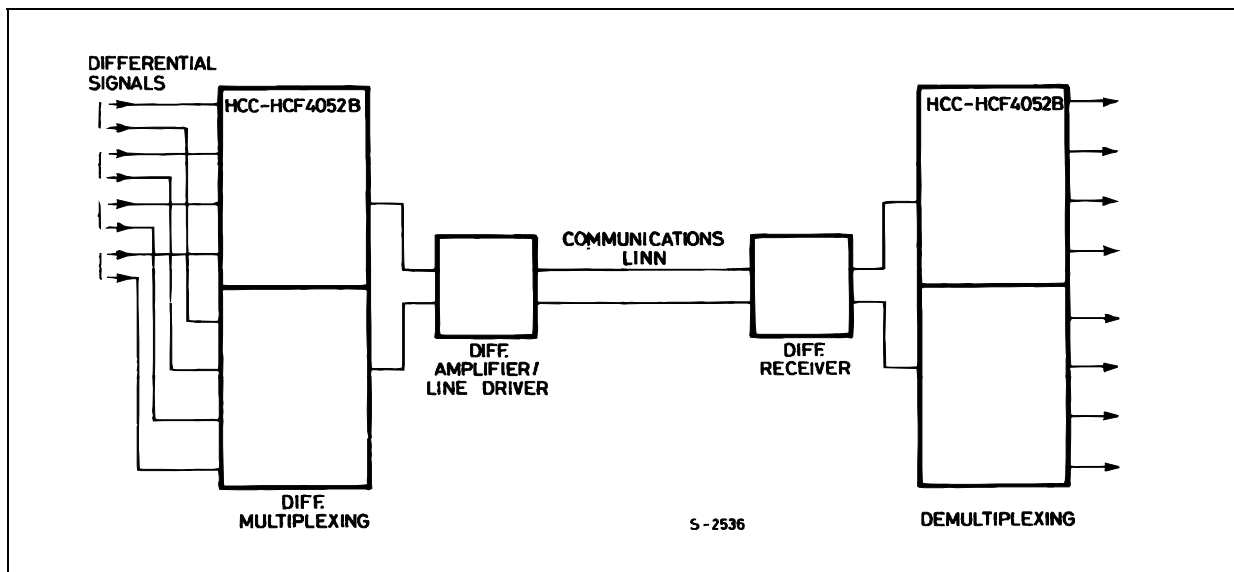 DIFFERENTIAL
SIGNALS
HCC-HCF4052B
HCC-HCF4052B
COMMUNICATIONS
LINN
DIFF.
AMPLIFIER/
LINE DRIVER
DIFF.
RECEIVER
DIFF.
MULTIPLEXING
S-2536
DEMULTIPLEXING